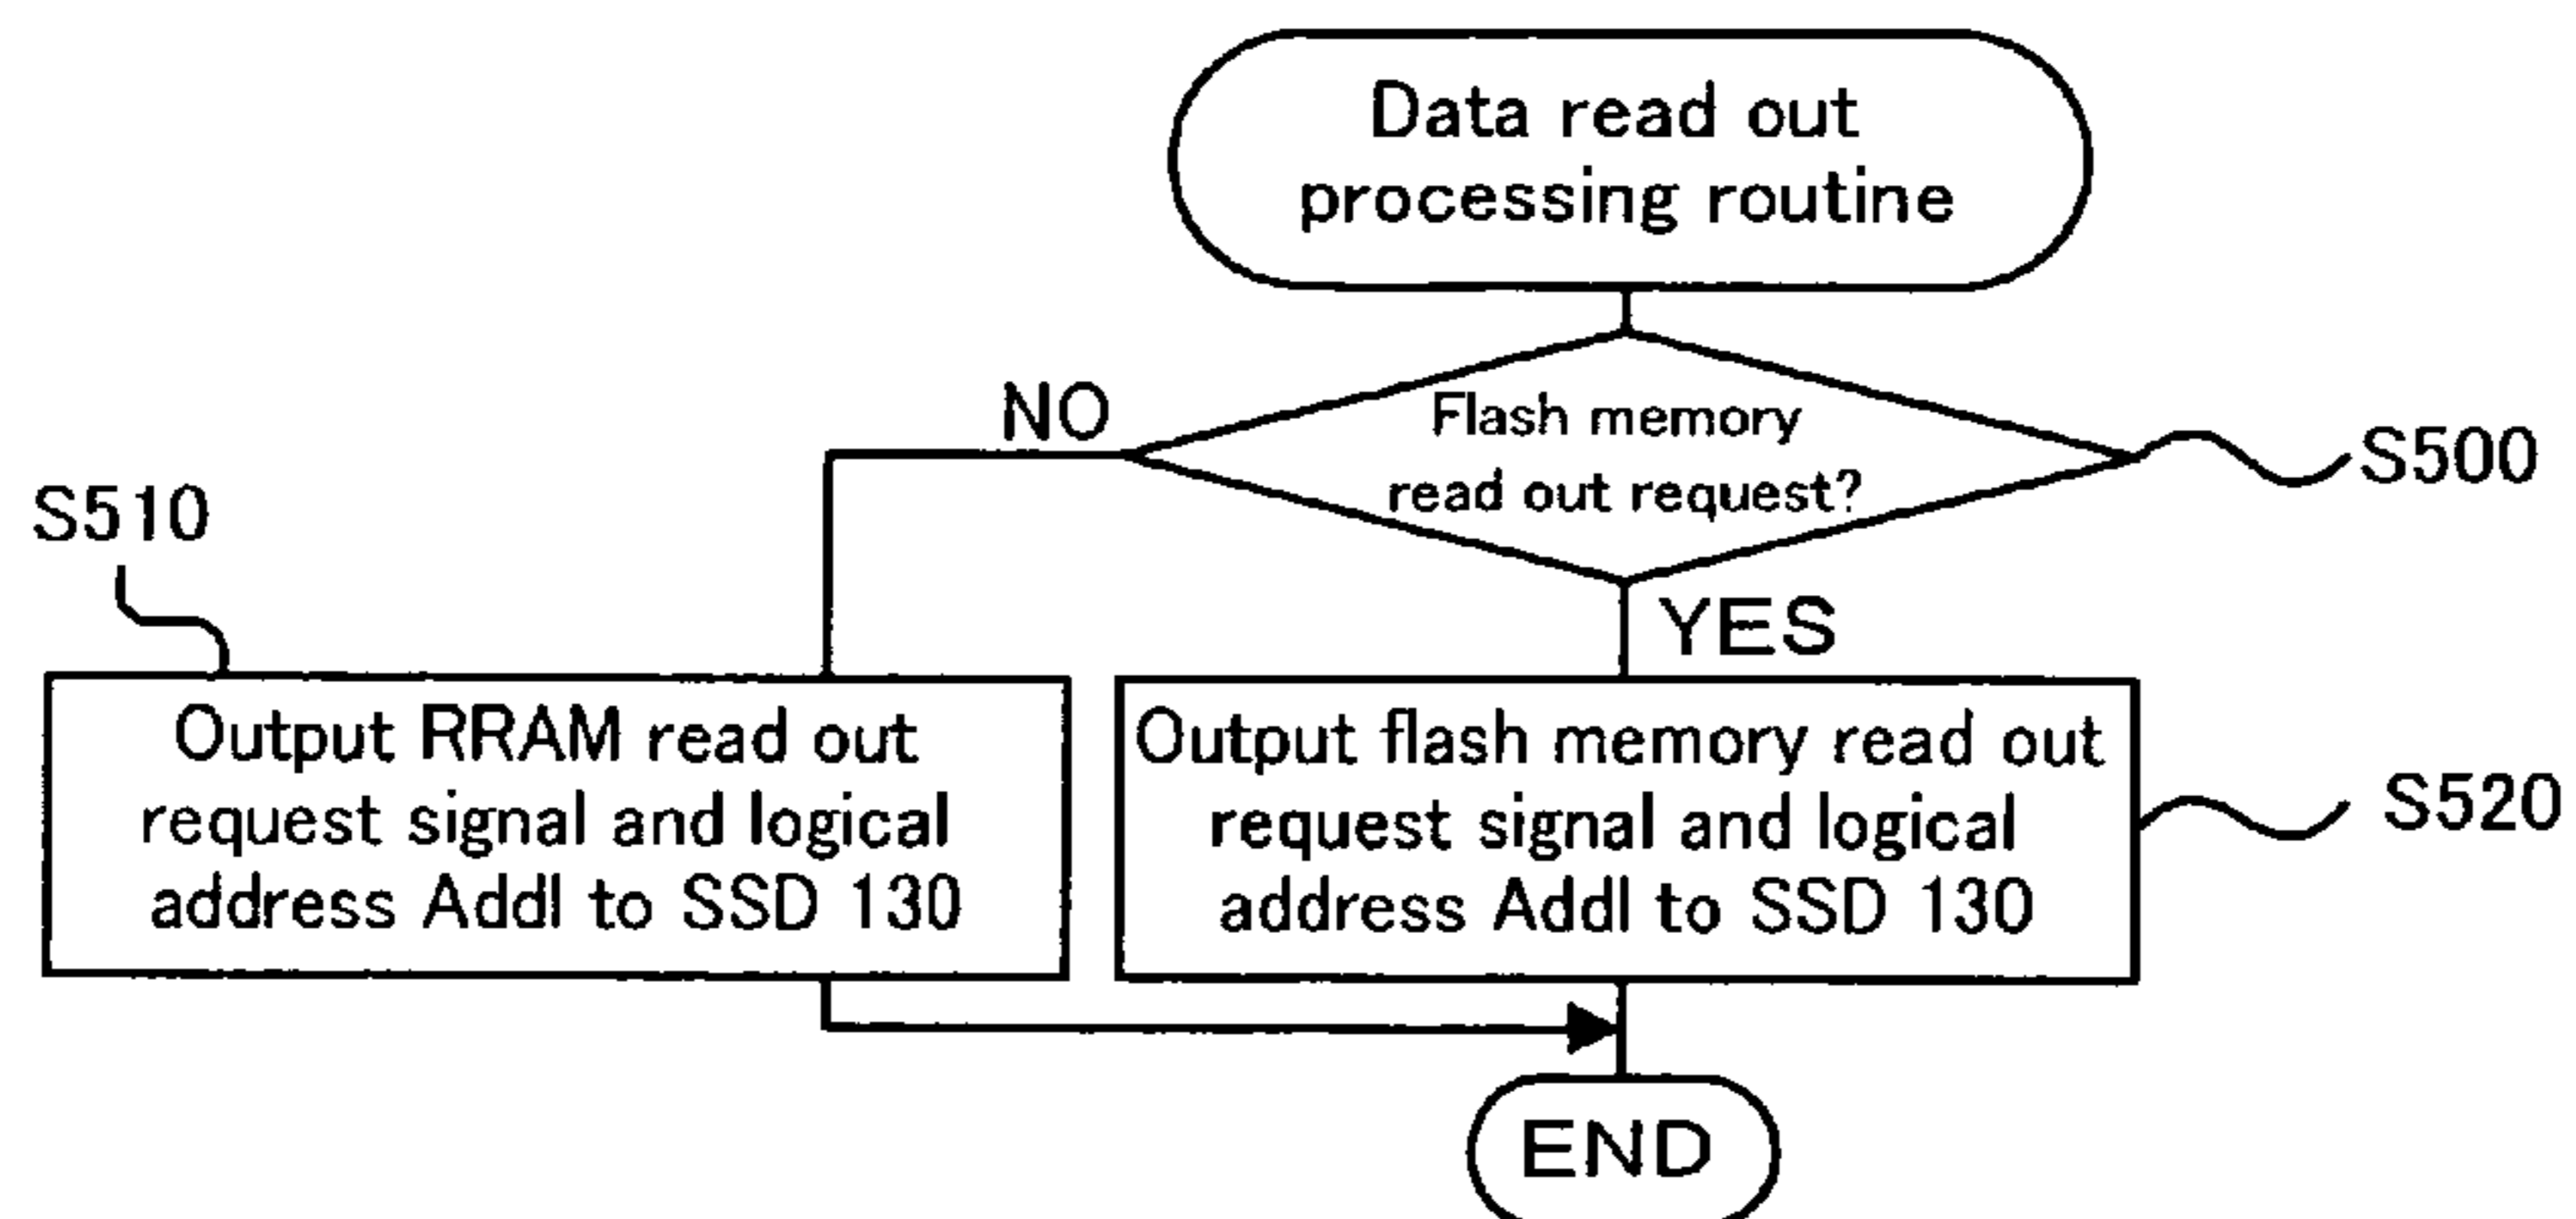 Data read out
processing routine
NO
Flash memory
read out request?
S500
S510
YES
Output RRAM read out
request signal and logical
address Addl to SSD 130
Output flash memory read out
request signal and logical
address Addl to SSD 130
S520
END